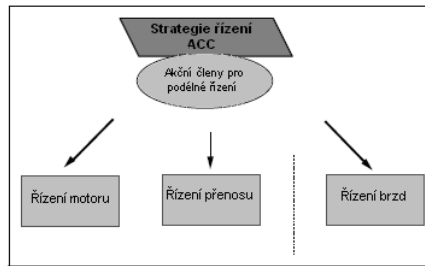 Strategie řízení
ACC
Akční členy pro
podélné řízení
Řízení motoru
Řízení přenosu
Řízení brzd